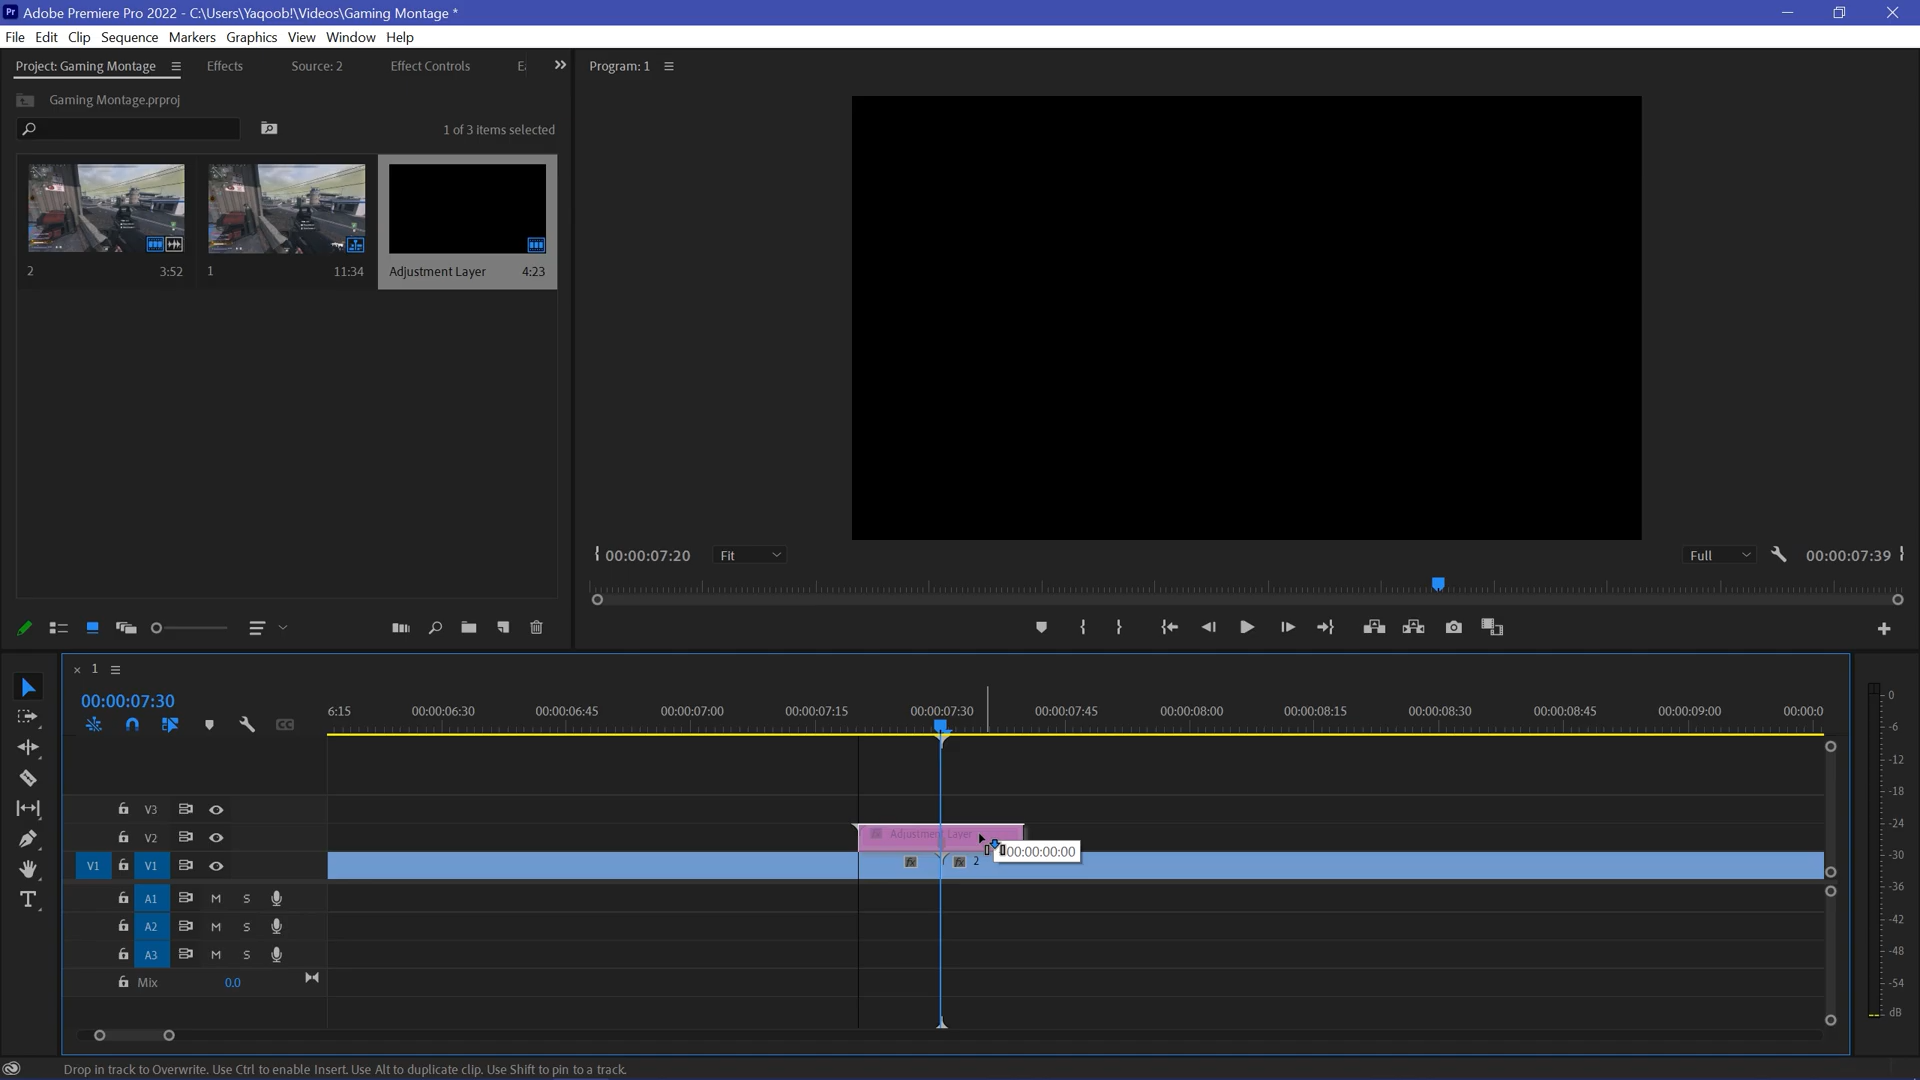 Pr Adobe Premiere Pro 2022 - C:\Users\Yaqoob!\Videos\Gaming Montage *
File Edit Clip Sequence Markers Graphics View Window Help
Project: Gaming Montage Effects Source: 2 Effect Controls
Program: 1
Gaming Montage.prproj
1 of 3 items selected
2 3:52 1 11:34 Adjustment Layer 4:23
00:00:07:20 Fit Full 00:00:07:39
× 1
00:00:07:30
6:15 00:00:06:30 00:00:06:45 00:00:07:00 00:00:07:15 00:00:07:30 00:00:07:45 00:00:08:00 00:00:08:15 00:00:08:30 00:00:08:45 00:00:09:00 00:00:0
CC
V3
V2 fx Adjustment Layer
00:00:00:00
V1 V1 fx fx 2
A1 M S
A2 M S
A3 M S
Mix 0.0
0
-6
-12
-18
-24
-30
-36
-42
-48
-54
dB
Drop in track to Overwrite. Use Ctrl to enable Insert. Use Alt to duplicate clip. Use Shift to pin to a track.